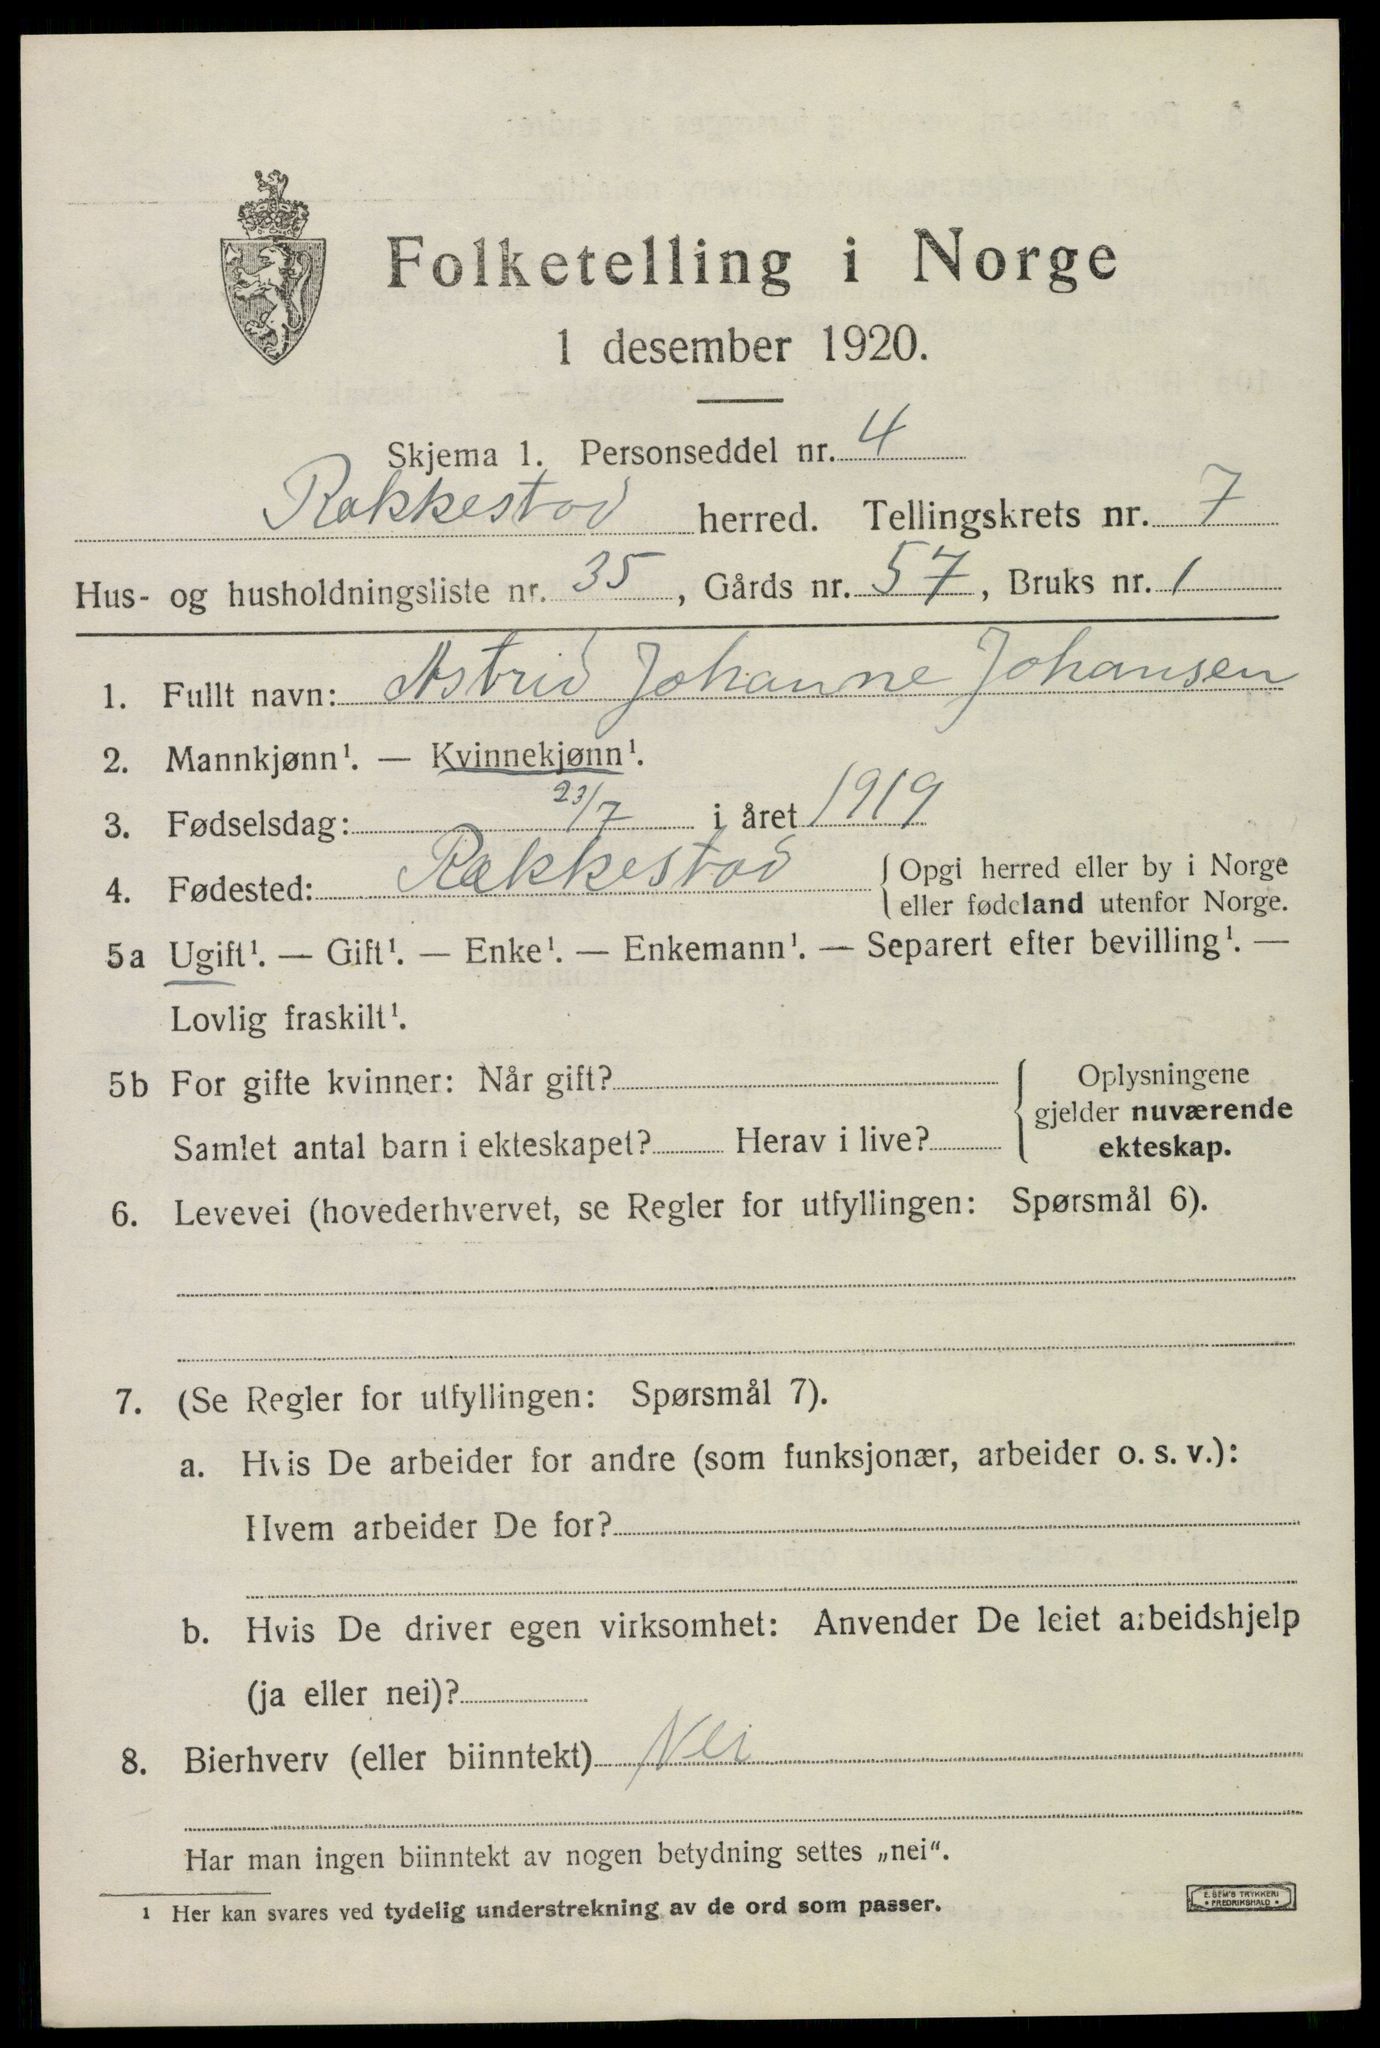 Folketelling i Norge
1 desember 1920.
Skjema 1. Personseddel nr. 4
Rakkestad herred. Tellingskrets nr. 7
Hus- og husholdningsliste nr. 35, Gårds nr. 57, Bruks nr. 1
1. Fullt navn: Astrid Johanne Johansen
2. Mannkjønn¹. — Kvinnekjønn¹.
3. Fødselsdag: 23/7 i året 1919
4. Fødested: Rakkestad { Opgi herred eller by i Norge
eller fødeland utenfor Norge.
5a Ugift¹. — Gift¹. — Enke¹. — Enkemann¹. — Separert efter bevilling¹. —
Lovlig fraskilt¹.
5b For gifte kvinner: Når gift? { Oplysningene
gjelder nuværende
Samlet antal barn i ekteskapet? Herav i live? ekteskap.
6. Levevei (hovederhvervet, se Regler for utfyllingen: Spørsmål 6).
7. (Se Regler for utfyllingen: Spørsmål 7).
a. Hvis De arbeider for andre (som funksjonær, arbeider o. s. v.):
Hvem arbeider De for?
b. Hvis De driver egen virksomhet: Anvender De leiet arbeidshjelp
(ja eller nei)?
8. Bierhverv (eller biinntekt) Nei
Har man ingen biinntekt av nogen betydning settes „nei“.
¹ Her kan svares ved tydelig understrekning av de ord som passer.
E. SEM'S TRYKKERI
• FREDRIKSHALD •